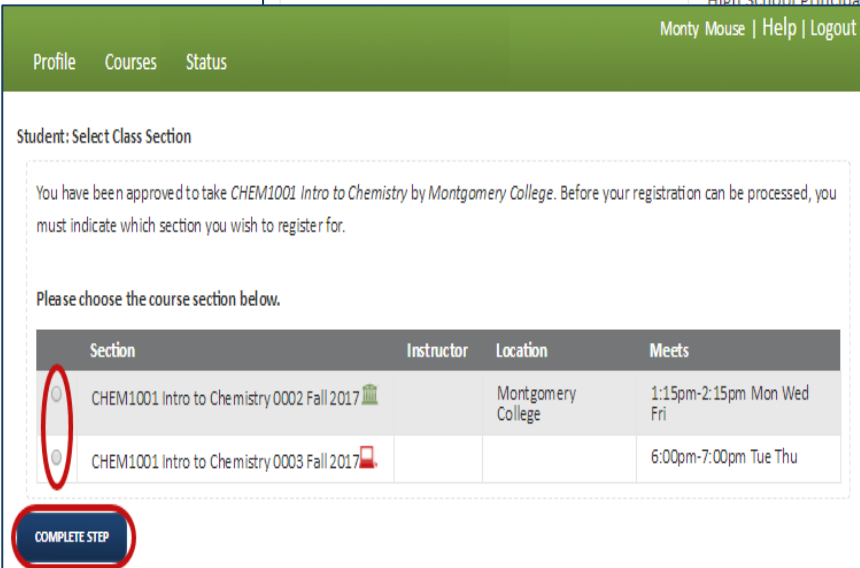 High School Principa
Monty Mouse | Help | Logout
Profile Courses Status
Student: Select Class Section
You have been approved to take CHEM1001 Intro to Chemistry by Montgomery College. Before your registration can be processed, you
must indicate which section you wish to register for.
Please choose the course section below.
Section Instructor Location Meets
CHEM1001 Intro to Chemistry 0002 Fall 2017 Montgomery 1:15pm-2:15pm Mon Wed
College Fri
CHEM1001 Intro to Chemistry 0003 Fall 2017 6:00pm-7:00pm Tue Thu
COMPLETE STEP